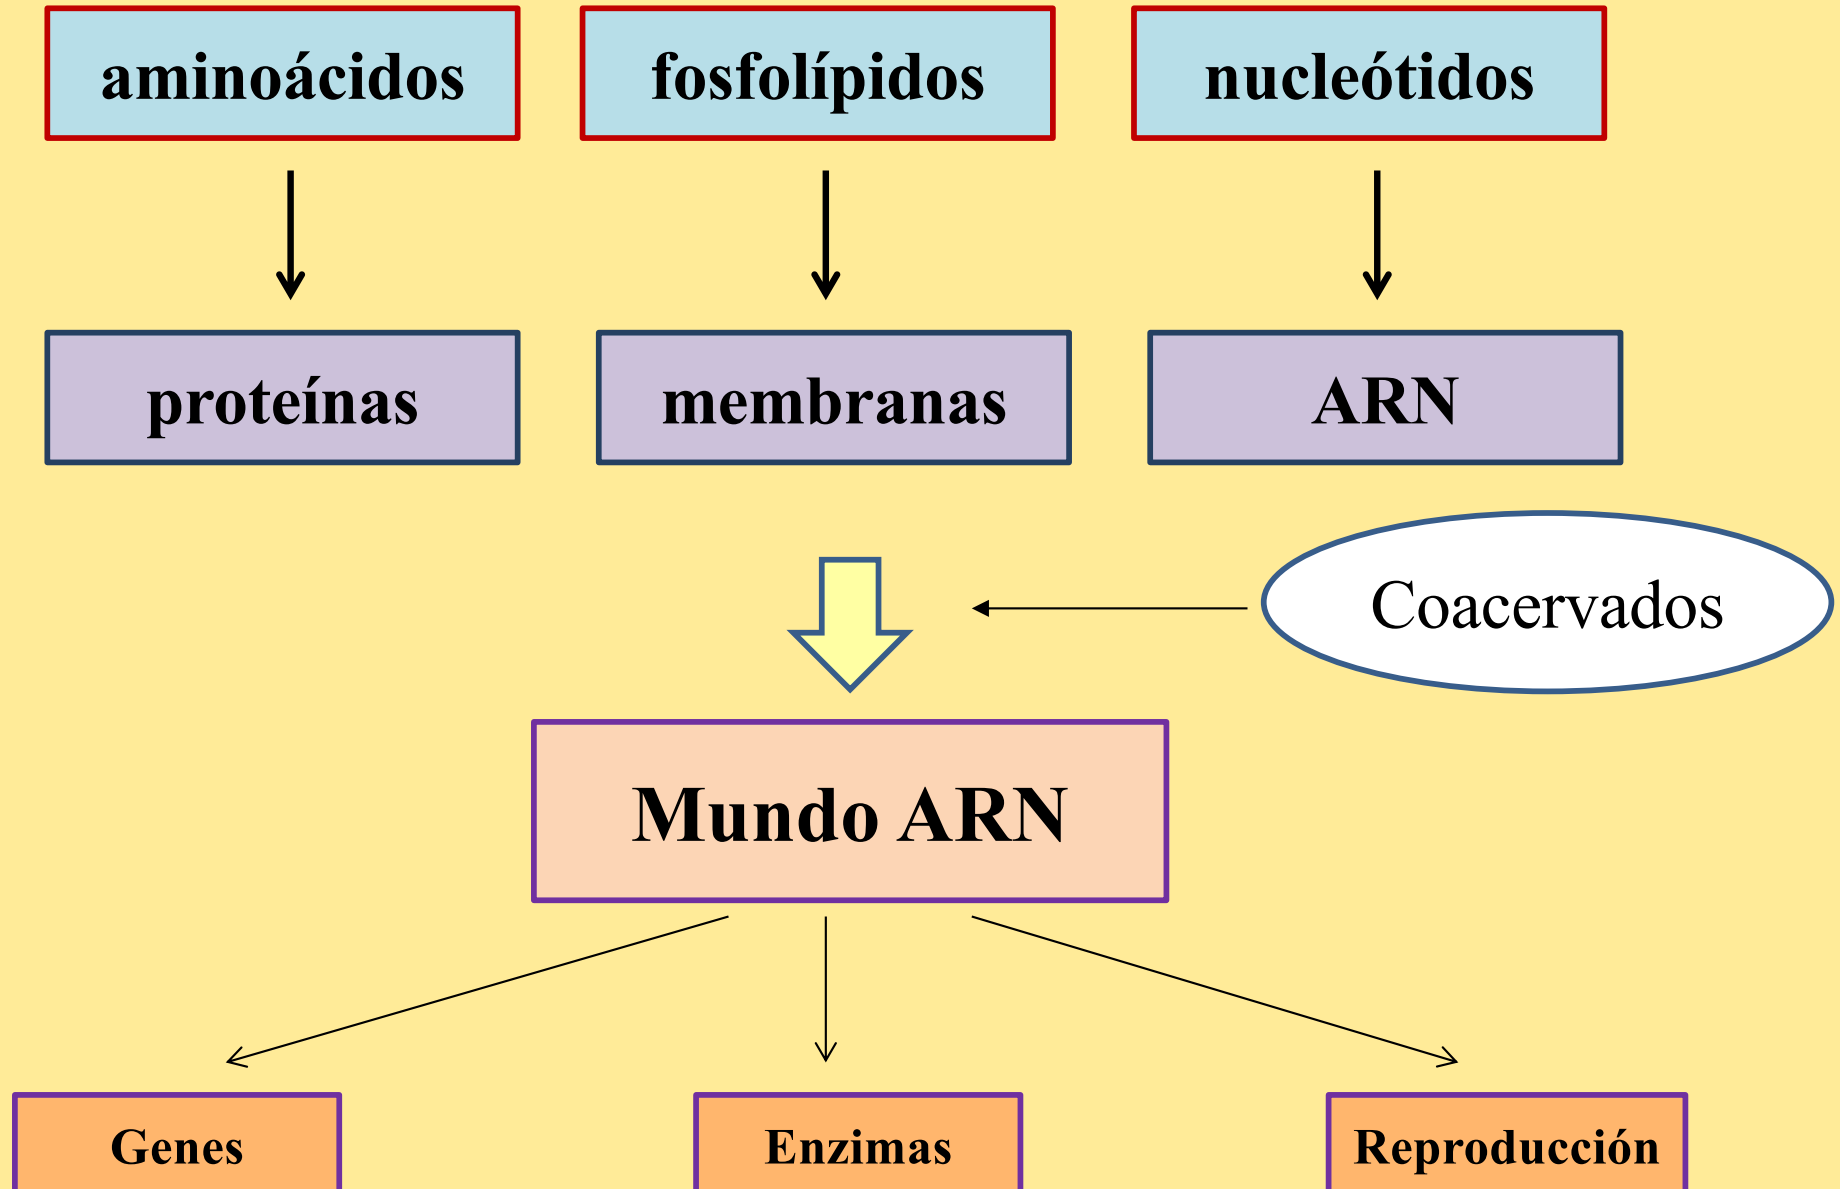 aminoácidos
fosfolípidos
nucleótidos
proteínas
membranas
ARN
Coacervados
Mundo ARN
Genes
Enzimas
Reproducción